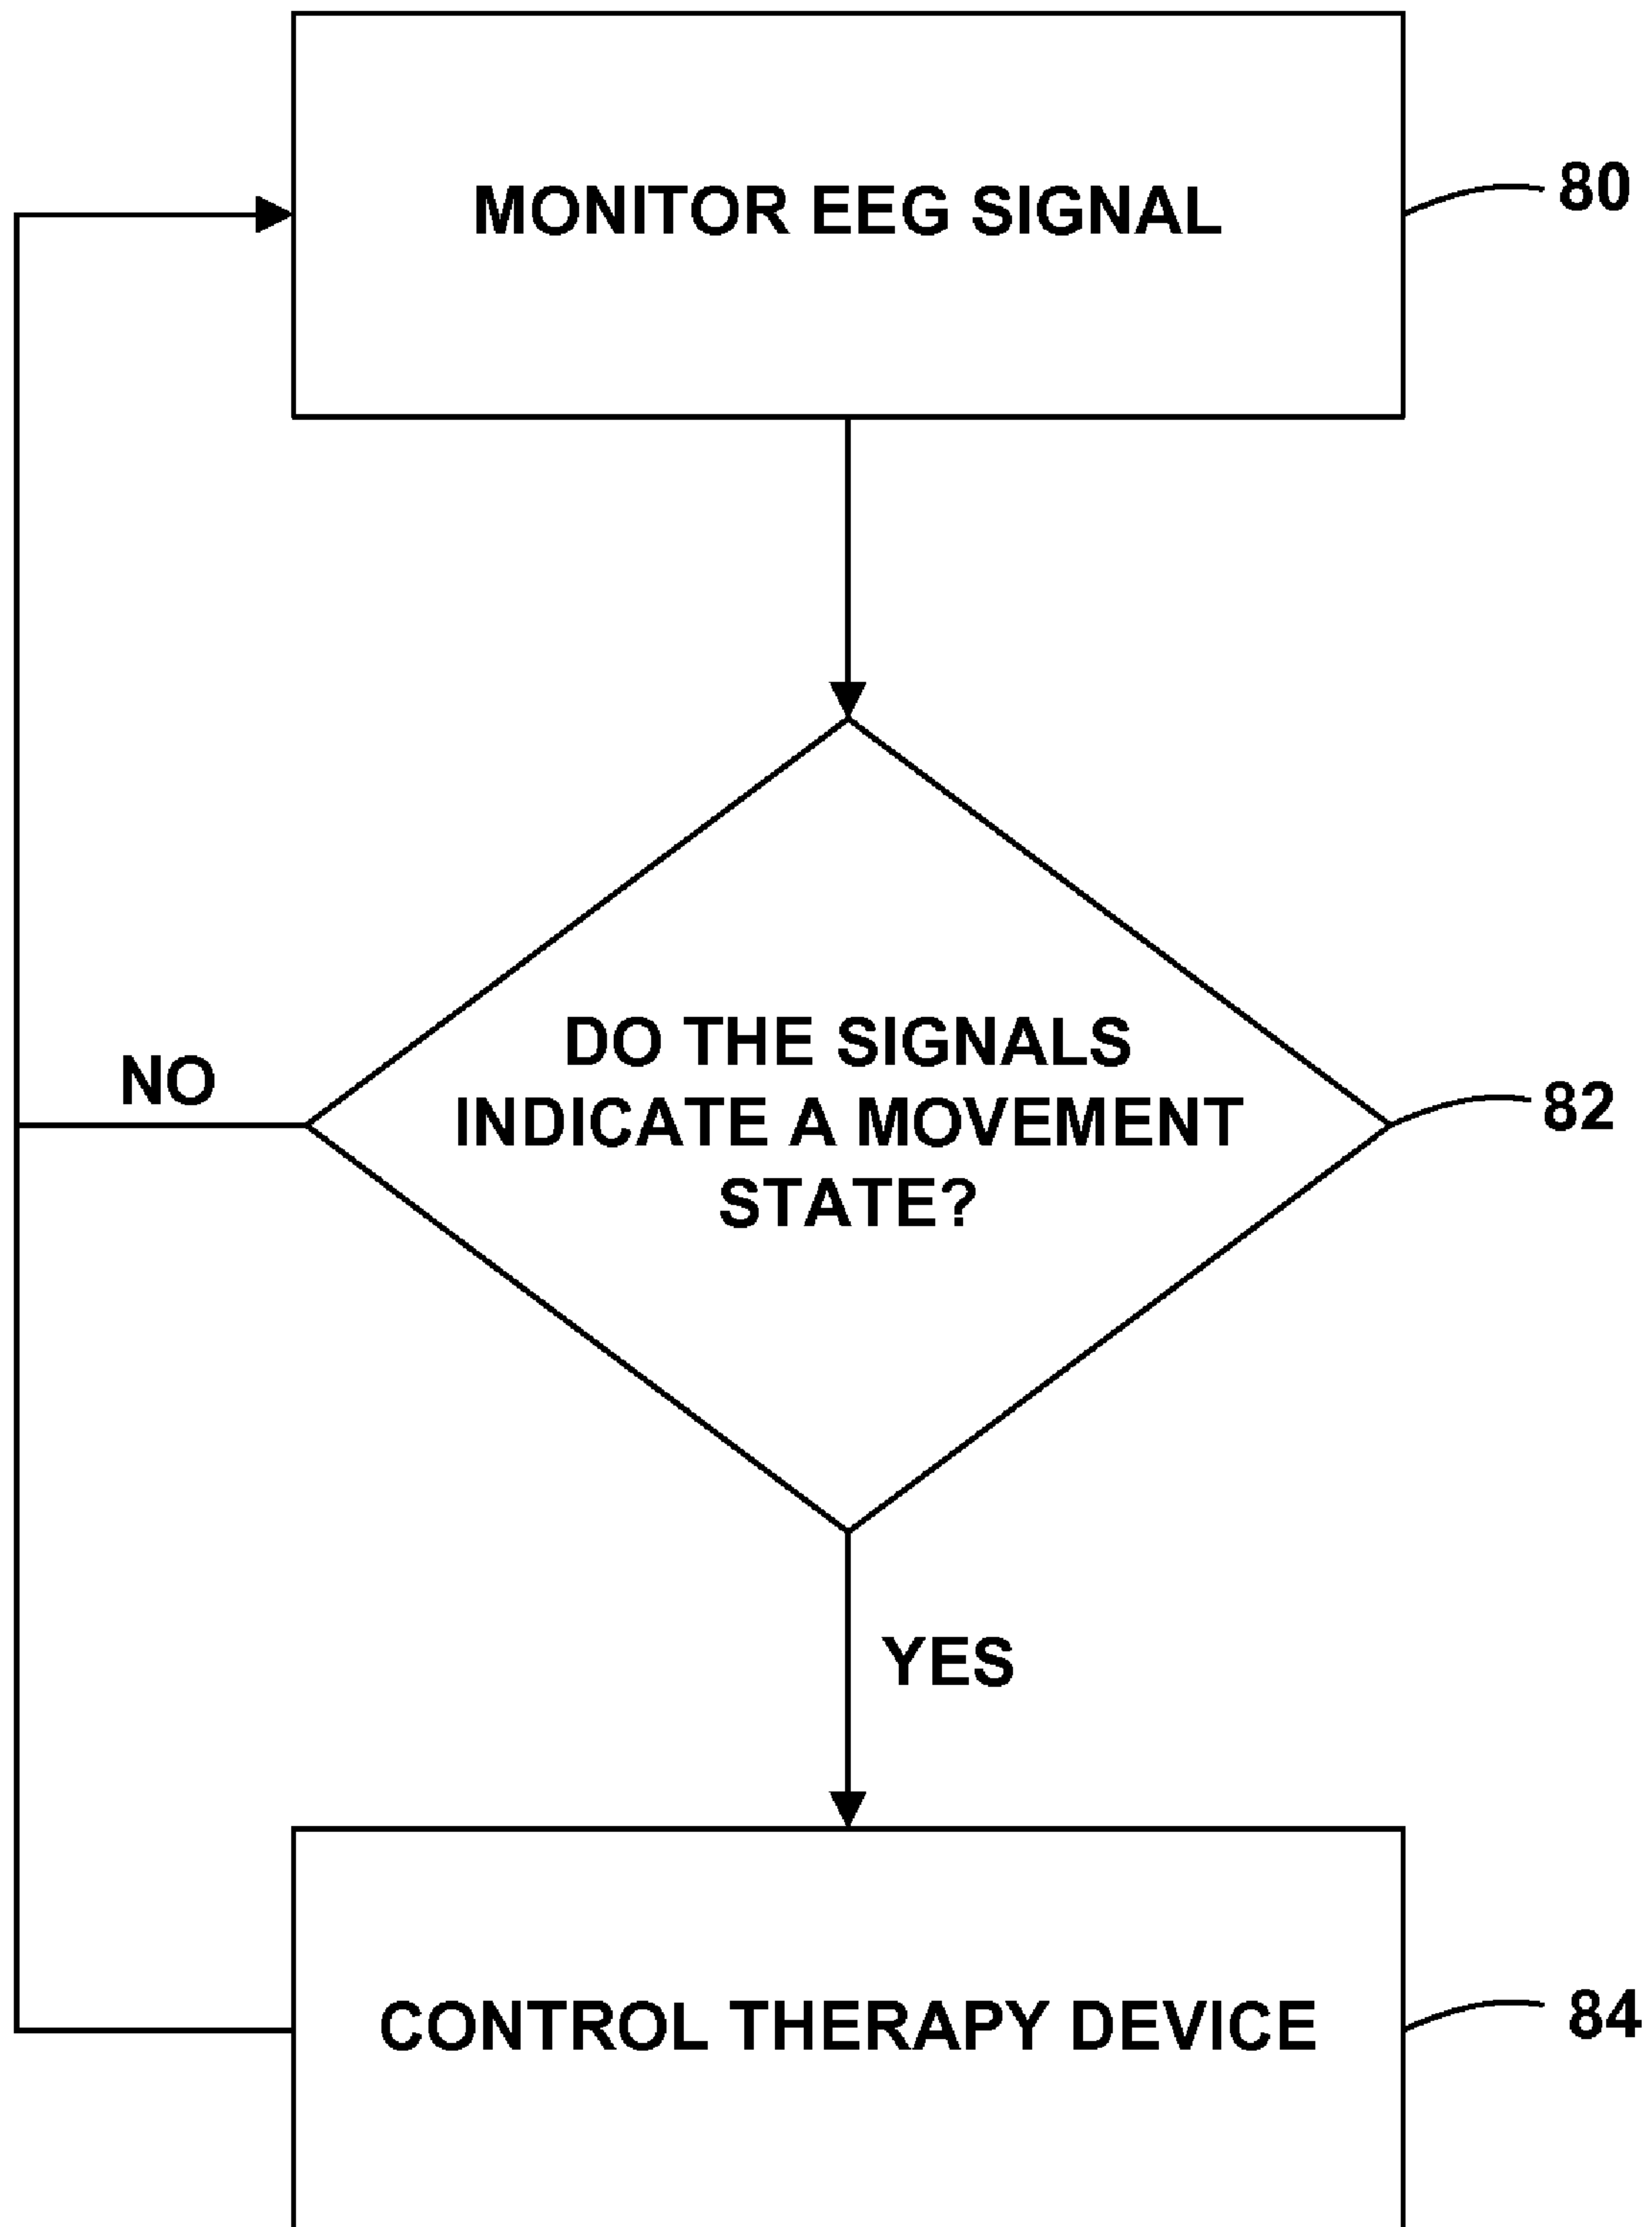 MONITOR EEG SIGNAL
80
DO THE SIGNALS
INDICATE A MOVEMENT
STATE?
82
NO
YES
CONTROL THERAPY DEVICE
84